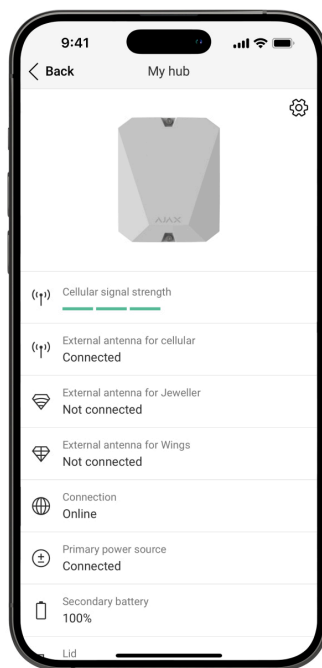 9:41
Back
My hub
AJAX
Cellular signal strength
External antenna for cellular
Connected
External antenna for Jeweller
Not connected
External antenna for Wings
Not connected
Connection
Online
Primary power source
Connected
Secondary battery
100%
Lid